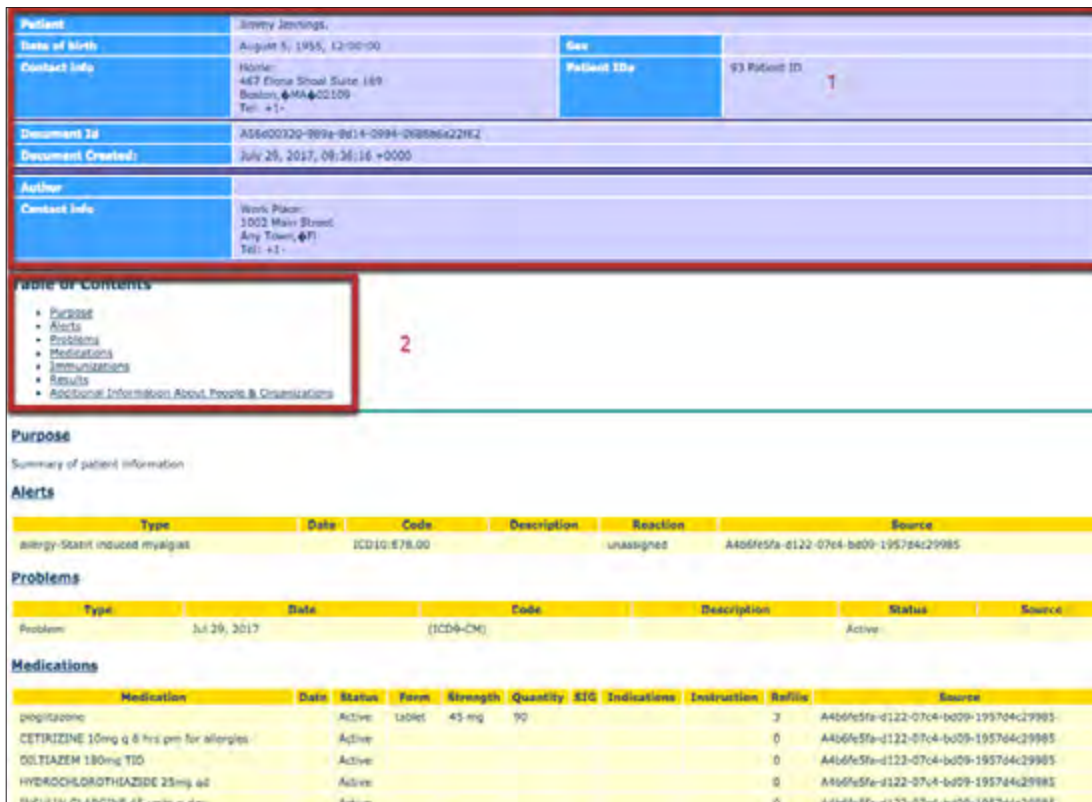 Patient Jimmy Jennings,
Date of birth August 5, 1955, 12:00:00 Sex
Contact info Home: Patient IDs 93 Patient ID
467 Shoal Suite 169
Boston,�MA�02109
Tel: +1-
1
Document Id
Document Created: July 29, 2017, 09:36:16 +0000
Author
Contact info Work Place:
1002 Main Street
Any Town,�
Tel: +1-
Table of Contents
Purpose
Alerts
Problems
Medications
Immunizations
Results
Additional Information About People & Organizations
2
Purpose
Summary of patient information
Alerts
Type Date Code Description Reaction Source
allergy-Statin induced myalgias unassigned A4b6fe5fa-d122-07c4-bd09-1957d4c29985
Problems
Type Date Code Description Status Source
Problem Jul 29, 2017 (ICD9-CM) Active
Medications
Medication Date Status Form Strength Quantity SIG Indications Instruction Refills Source
pioglitazone Active tablet 45 mg 90 3 A4b6fe5fa-d122-07c4-bd09-1957d4c29985
CETIRIZINE 10mg q 6 hrs prn for allergies Active 0 A4b6fe5fa-d122-07c4-bd09-1957d4c29985
DILTIAZEM 180mg TID Active 0 A4b6fe5fa-d122-07c4-bd09-1957d4c29985
HYDROCHLOROTHIAZIDE 25mg qd Active 0 A4b6fe5fa-d122-07c4-bd09-1957d4c29985